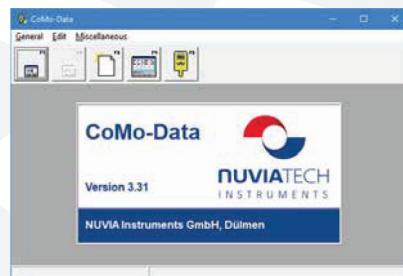 CoMo-Data
General Edit Miscellaneous
CoMo-Data
Version 3.31
NUVIATECH
INSTRUMENTS
NUVIA Instruments GmbH, Dülmen